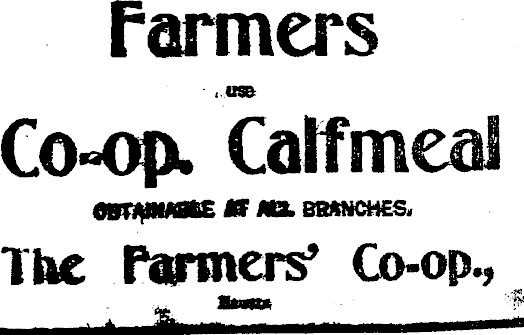 Farmers
use
Co-op. Calfmeal
OBTAINABLE AT ALL BRANCHES.
The Farmers' Co-op.,